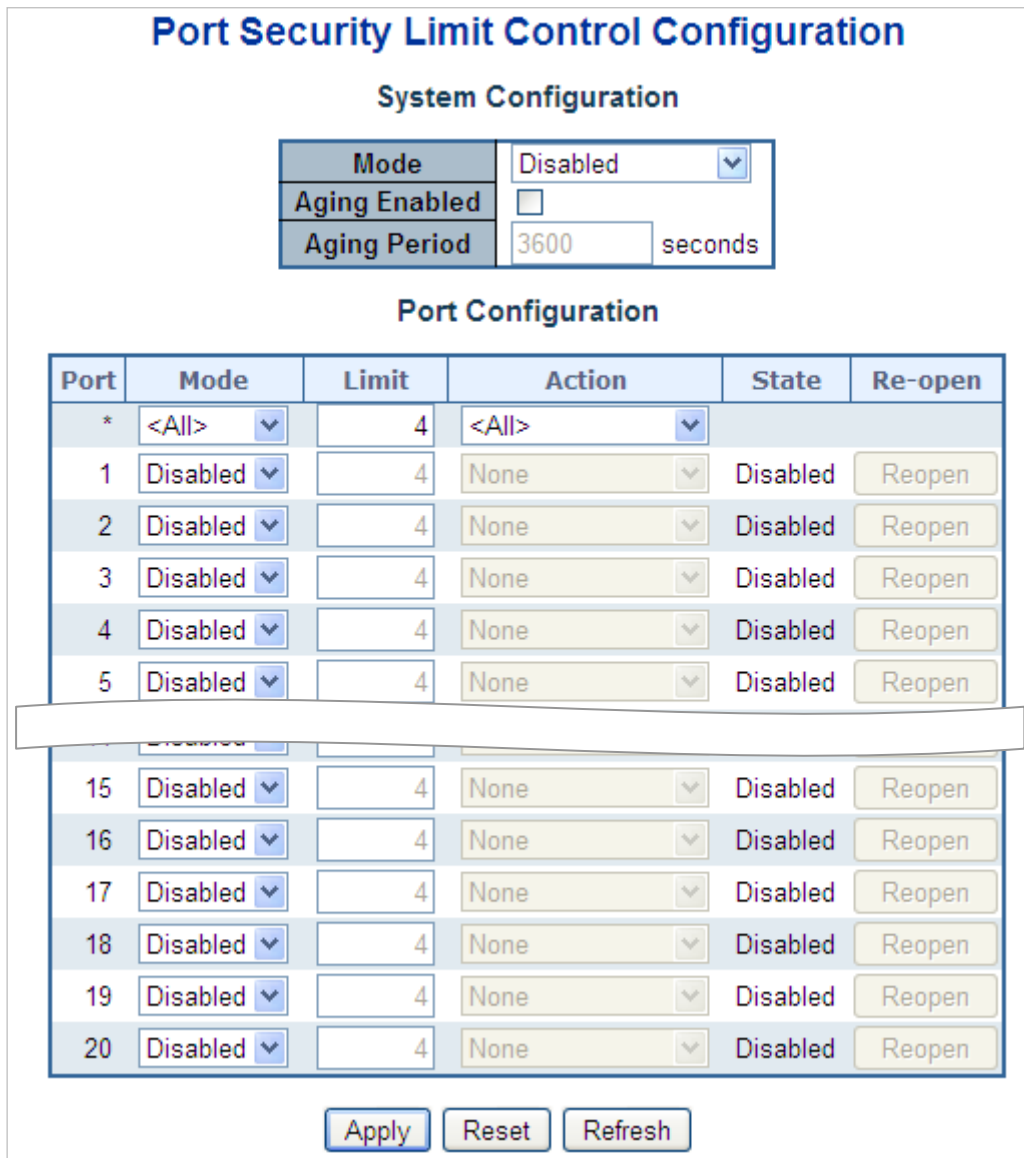 Port Security Limit Control Configuration
System Configuration
Mode Disabled
Aging Enabled
Aging Period 3600 seconds
Port Configuration
Port Mode Limit Action State Re-open
* <All> 4 <All>
1 Disabled 4 None Disabled Reopen
2 Disabled 4 None Disabled Reopen
3 Disabled 4 None Disabled Reopen
4 Disabled 4 None Disabled Reopen
5 Disabled 4 None Disabled Reopen
15 Disabled 4 None Disabled Reopen
16 Disabled 4 None Disabled Reopen
17 Disabled 4 None Disabled Reopen
18 Disabled 4 None Disabled Reopen
19 Disabled 4 None Disabled Reopen
20 Disabled 4 None Disabled Reopen
Apply Reset Refresh